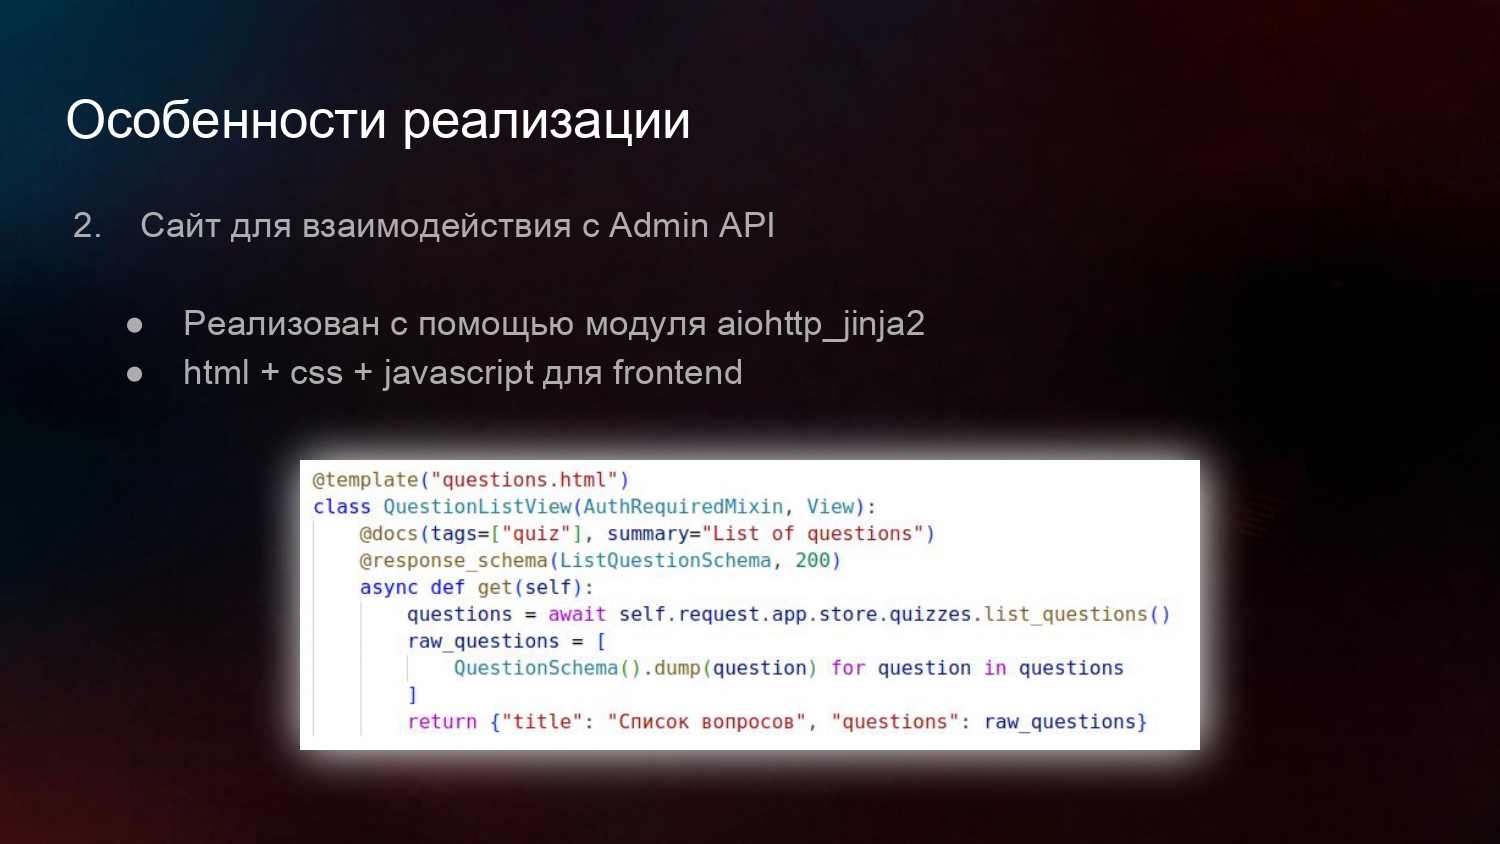 Особенности реализации
2. Сайт для взаимодействия с Admin API
● Реализован с помощью модуля aiohttp_jinja2
● html + css + javascript для frontend
@template("questions.html")
class QuestionListView(AuthRequiredMixin, View):
    @docs(tags=["quiz"], summary="List of questions")
    @response_schema(ListQuestionSchema, 200)
    async def get(self):
        questions = await self.request.app.store.quizzes.list_questions()
        raw_questions = [
            QuestionSchema().dump(question) for question in questions
        ]
        return {"title": "Список вопросов", "questions": raw_questions}